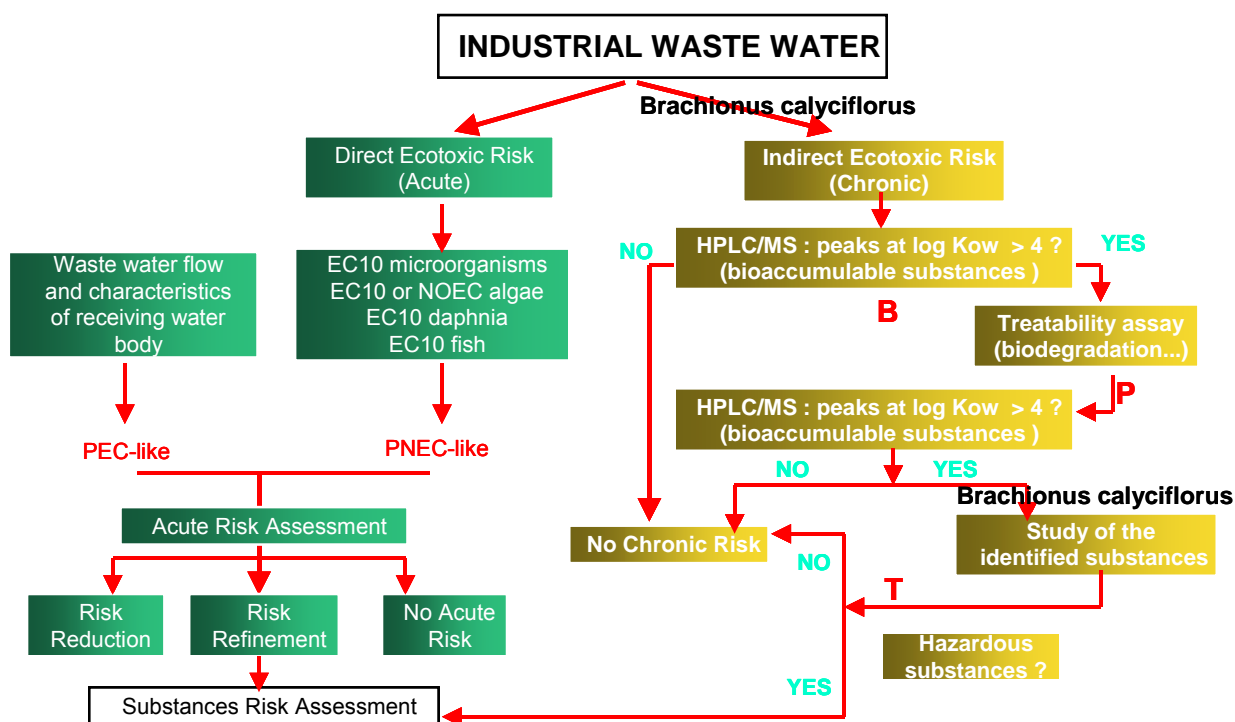 INDUSTRIAL WASTE WATER
Brachionus calyciflorus
Direct Ecotoxic Risk
(Acute)
Indirect Ecotoxic Risk
(Chronic)
Waste water flow
and characteristics
of receiving water
body
EC10 microorganisms
EC10 or NOEC algae
EC10 daphnia
EC10 fish
NO
HPLC/MS : peaks at log Kow > 4 ?
(bioaccumulable substances )
YES
B
Treatability assay
(biodegradation...)
P
HPLC/MS : peaks at log Kow > 4 ?
(bioaccumulable substances )
PEC-like
PNEC-like
NO
YES
Brachionus calyciflorus
Acute Risk Assessment
No Chronic Risk
Study of the
identified substances
NO
T
Risk
Reduction
Risk
Refinement
No Acute
Risk
Hazardous
substances ?
YES
Substances Risk Assessment